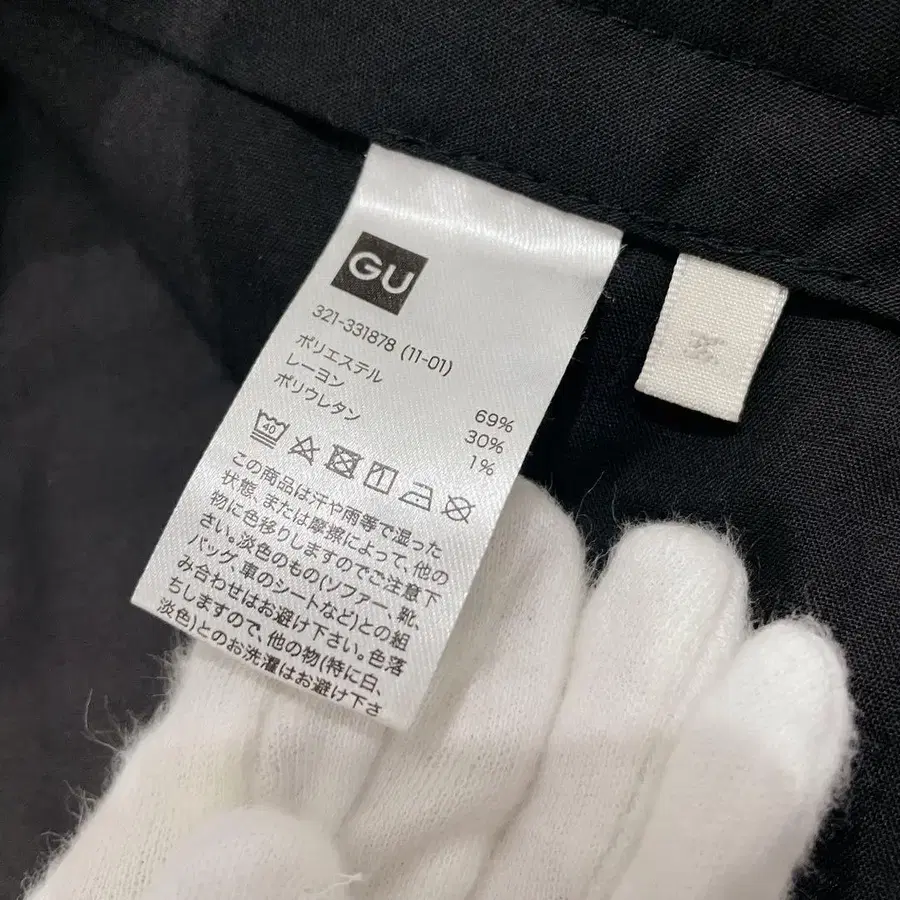 GU
321-331878 (11-01)
ポリエステル 69%
レーヨン 30%
ポリウレタン 1%
40
この商品は汗や雨等で湿った
状態、または摩擦によって、他の
物に色移りしますのでご注意下
さい。淡色のもの(ソファー、靴、
バッグ、車のシートなど)との組
み合わせはお避け下さい。色落
ちしますので、他の物(特に白、
淡色)とのお洗濯はお避け下さ